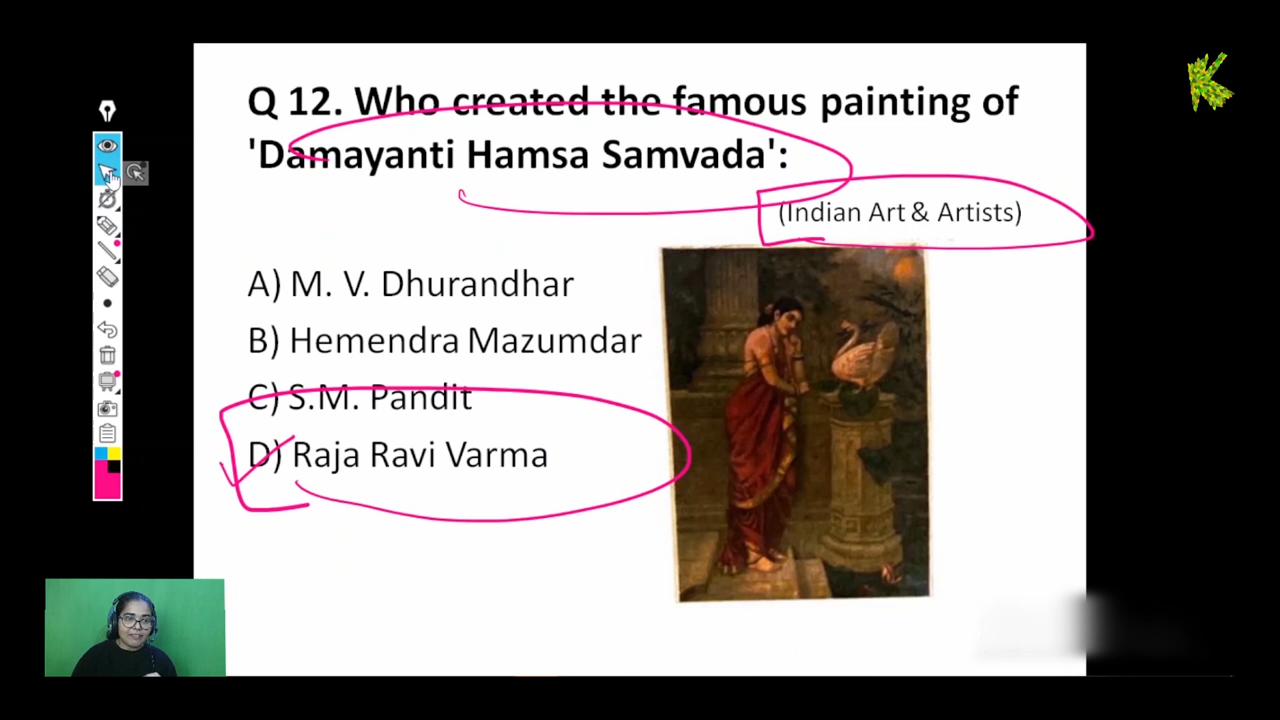 Q 12. Who created the famous painting of
'Damayanti Hamsa Samvada':
(Indian Art & Artists)
A) M. V. Dhurandhar
B) Hemendra Mazumdar
C) S.M. Pandit
D) Raja Ravi Varma
K